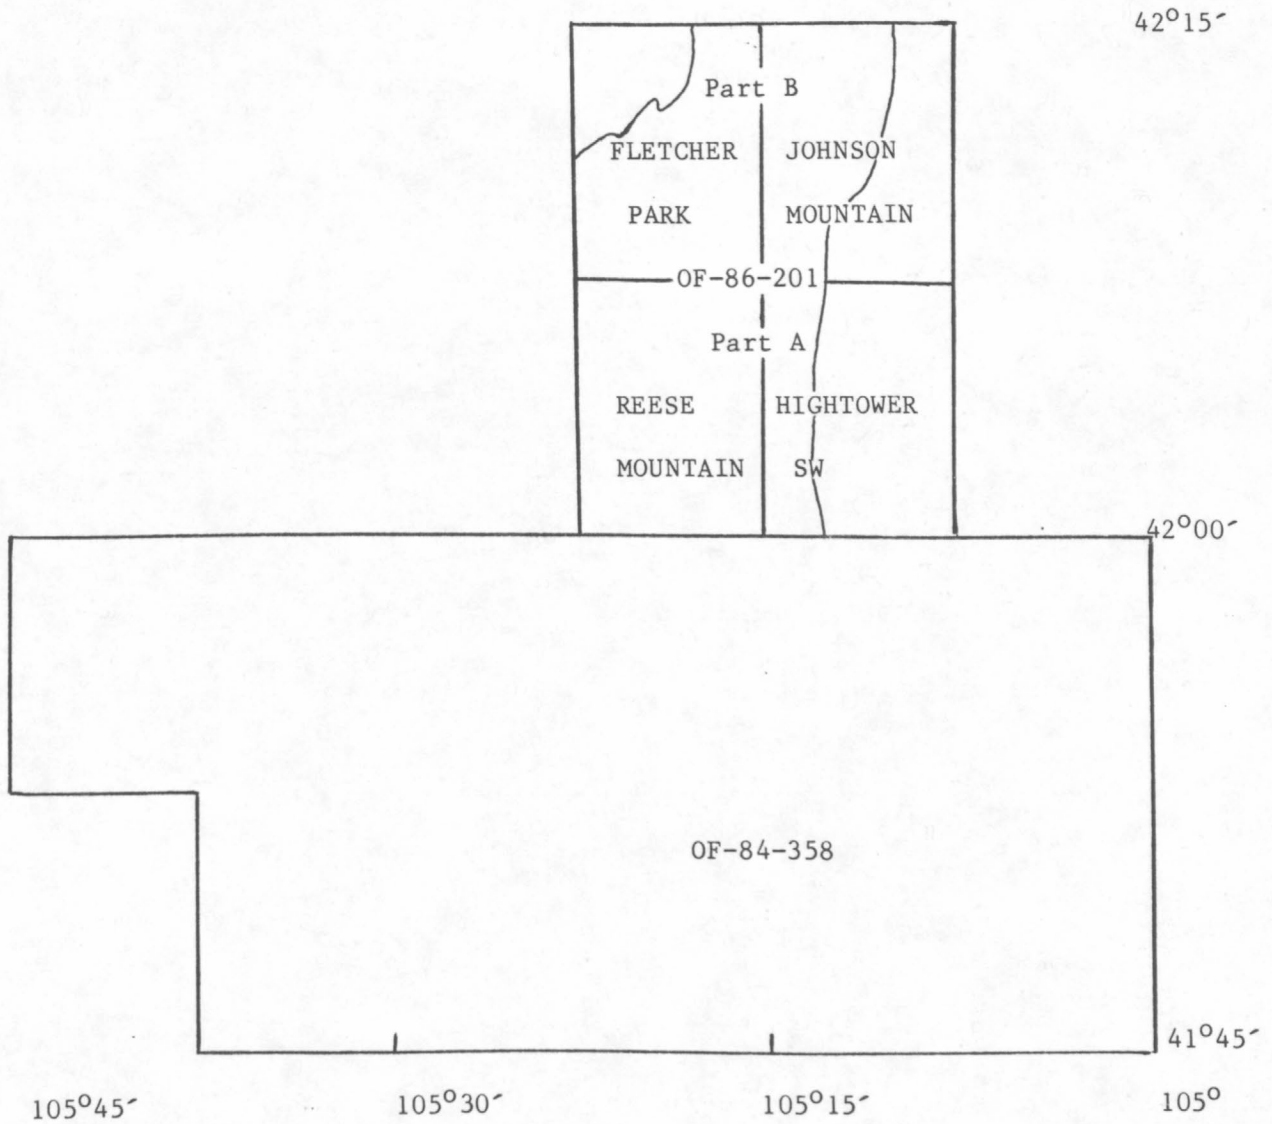 42°15′
Part B
FLETCHER JOHNSON
PARK MOUNTAIN
OF-86-201
Part A
REESE HIGHTOWER
MOUNTAIN SW
42°00′
OF-84-358
41°45′
105°45′ 105°30′ 105°15′ 105°